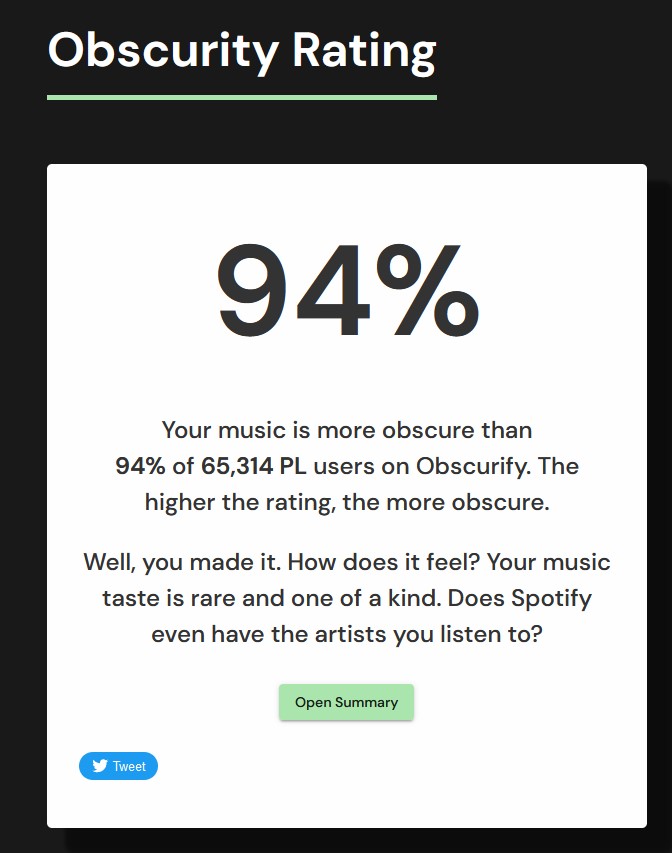 Obscurity Rating
94%
Your music is more obscure than
94% of 65,314 PL users on Obscurify. The
higher the rating, the more obscure.
Well, you made it. How does it feel? Your music
taste is rare and one of a kind. Does Spotify
even have the artists you listen to?
Open Summary
Tweet